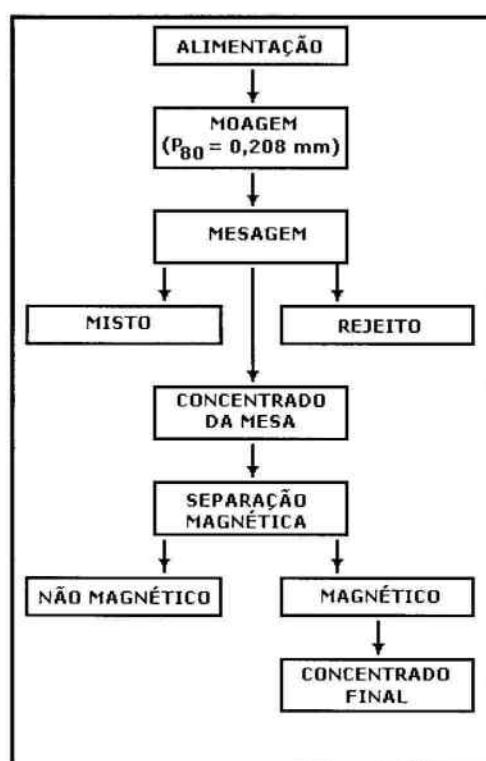 ALIMENTAÇÃO
MOAGEM
(P80 = 0,208 mm)
MESAGEM
MISTO
REJEITO
CONCENTRADO
DA MESA
SEPARAÇÃO
MAGNÉTICA
NÃO MAGNÉTICO
MAGNÉTICO
CONCENTRADO
FINAL